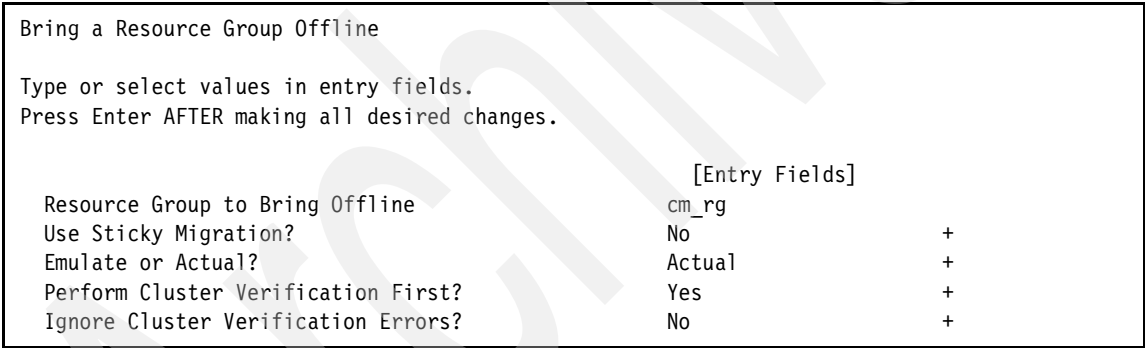 Bring a Resource Group Offline
Type or select values in entry fields.
Press Enter AFTER making all desired changes.
[Entry Fields]
Resource Group to Bring Offline cm_rg
Use Sticky Migration? No +
Emulate or Actual? Actual +
Perform Cluster Verification First? Yes +
Ignore Cluster Verification Errors? No +